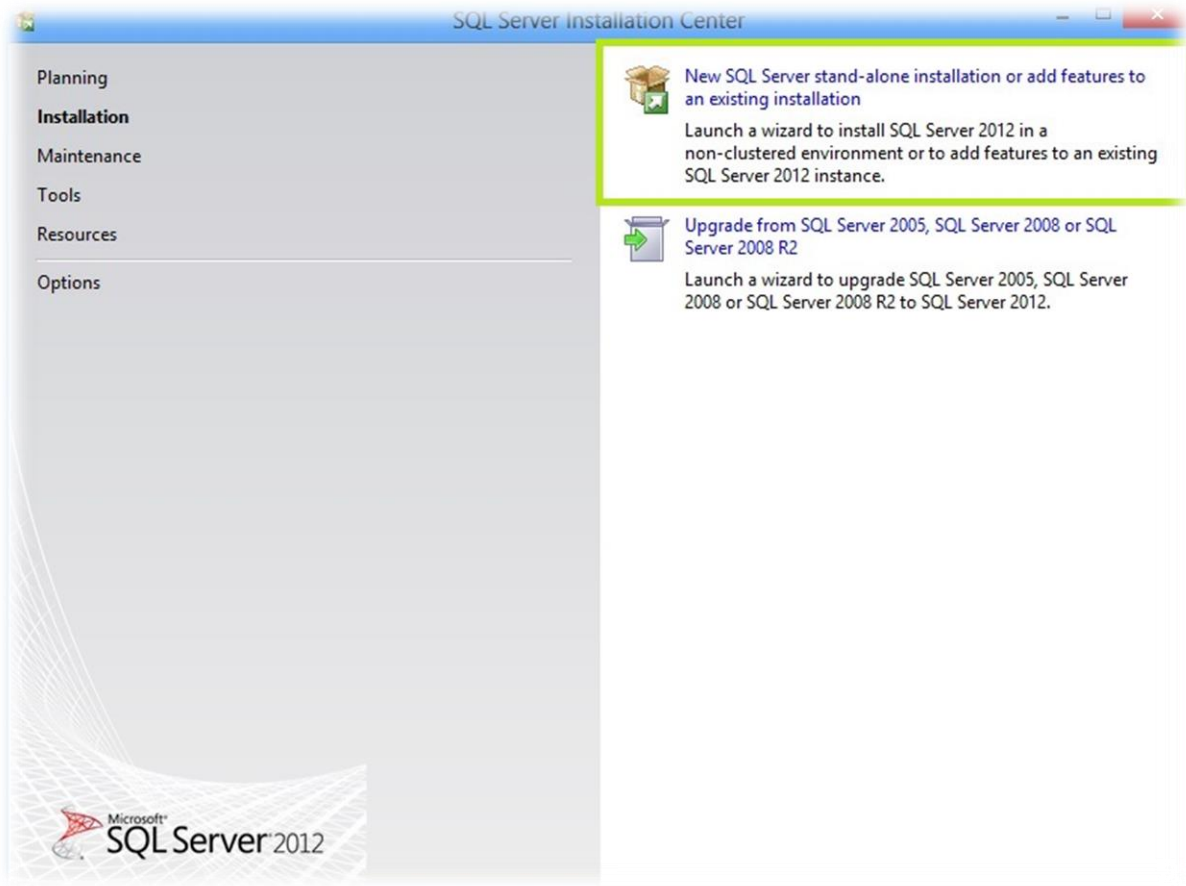 SQL Server Installation Center
Planning
Installation
Maintenance
Tools
Resources
Options
New SQL Server stand-alone installation or add features to
an existing installation
Launch a wizard to install SQL Server 2012 in a
non-clustered environment or to add features to an existing
SQL Server 2012 instance.
Upgrade from SQL Server 2005, SQL Server 2008 or SQL
Server 2008 R2
Launch a wizard to upgrade SQL Server 2005, SQL Server
2008 or SQL Server 2008 R2 to SQL Server 2012.
Microsoft®
SQL Server® 2012